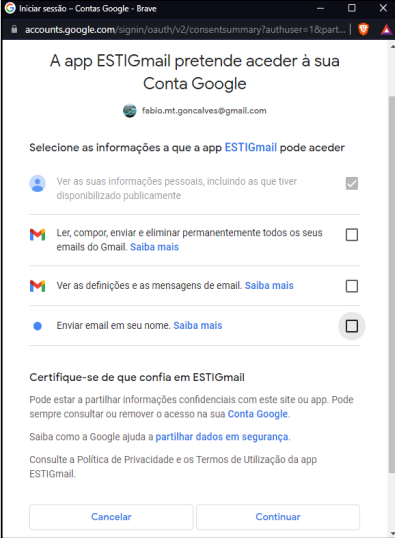 Iniciar sessão – Contas Google - Brave
accounts.google.com/signin/oauth/v2/consentsummary?authuser=1&part...
A app ESTIGmail pretende aceder à sua
Conta Google
fabio.mt.goncalves@gmail.com
Selecione as informações a que a app ESTIGmail pode aceder
Ver as suas informações pessoais, incluindo as que tiver
disponibilizado publicamente
Ler, compor, enviar e eliminar permanentemente todos os seus
emails do Gmail. Saiba mais
Ver as definições e as mensagens de email. Saiba mais
Enviar email em seu nome. Saiba mais
Certifique-se de que confia em ESTIGmail
Pode estar a partilhar informações confidenciais com este site ou app. Pode
sempre consultar ou remover o acesso na sua Conta Google.
Saiba como a Google ajuda a partilhar dados em segurança.
Consulte a Política de Privacidade e os Termos de Utilização da app
ESTIGmail.
Cancelar
Continuar